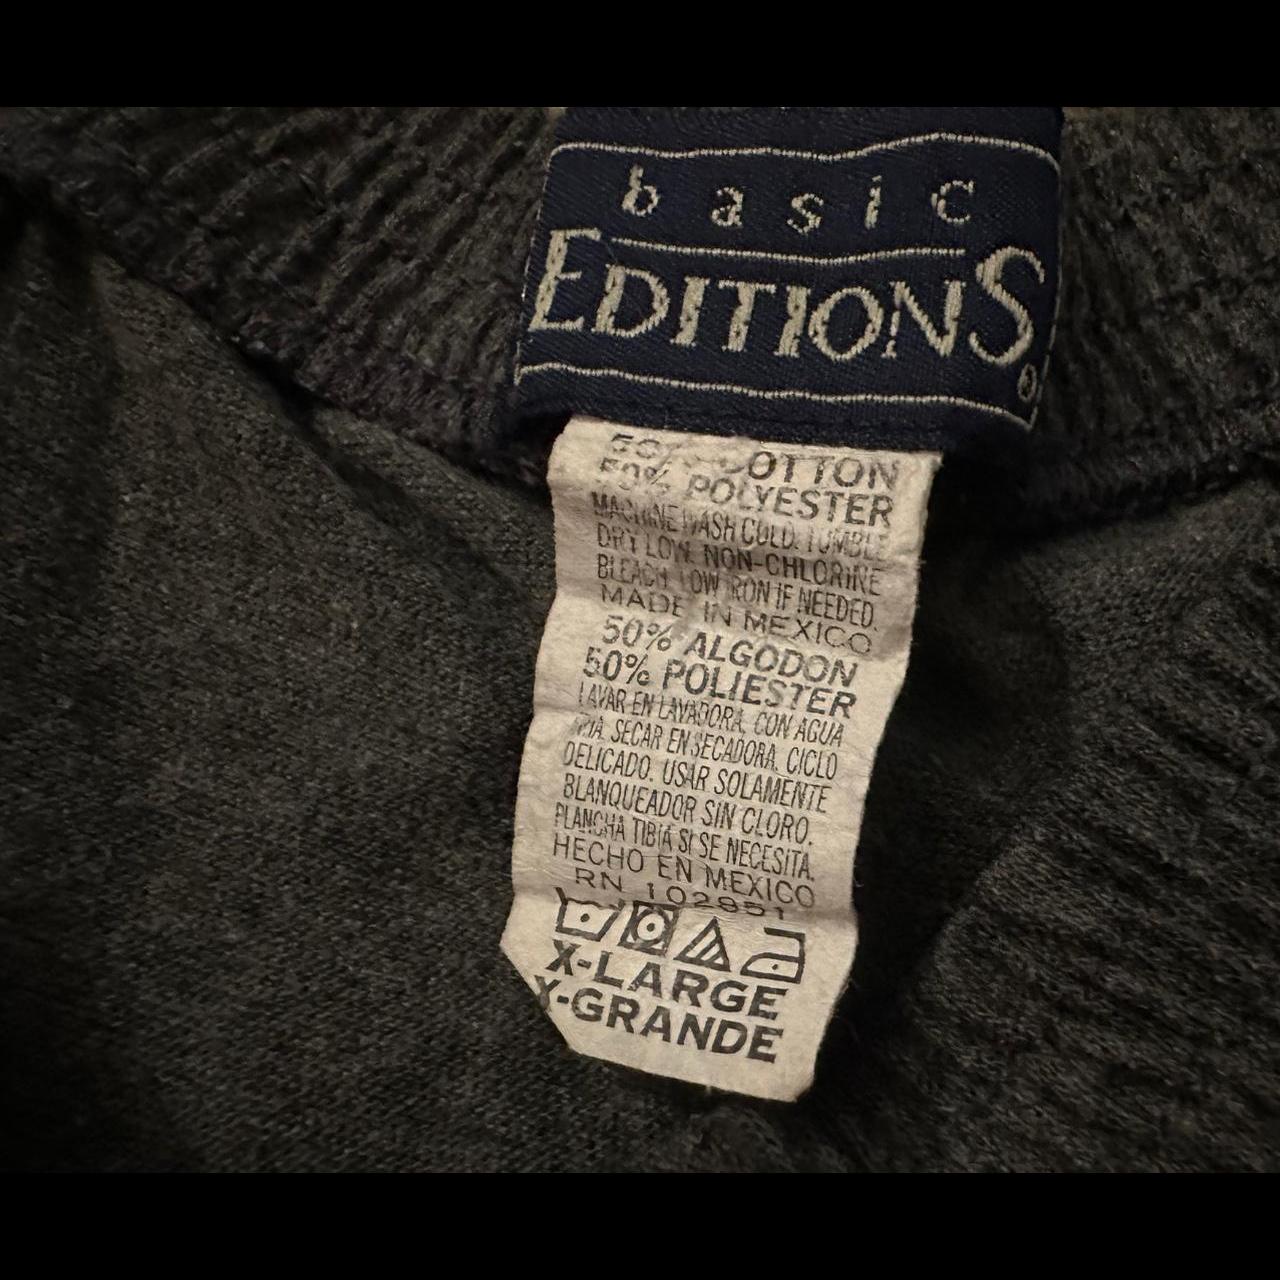 basic
EDITIONS
50% COTTON
50% POLYESTER
MACHINE WASH COLD. TUMBLE
DRY LOW. NON-CHLORINE
BLEACH. LOW IRON IF NEEDED.
MADE IN MEXICO
50% ALGODON
50% POLIESTER
LAVAR EN LAVADORA, CON AGUA
FRIA. SECAR EN SECADORA. CICLO
DELICADO. USAR SOLAMENTE
BLANQUEADOR SIN CLORO.
PLANCHA TIBIA SI SE NECESITA.
HECHO EN MEXICO
RN 102851
X-LARGE
X-GRANDE